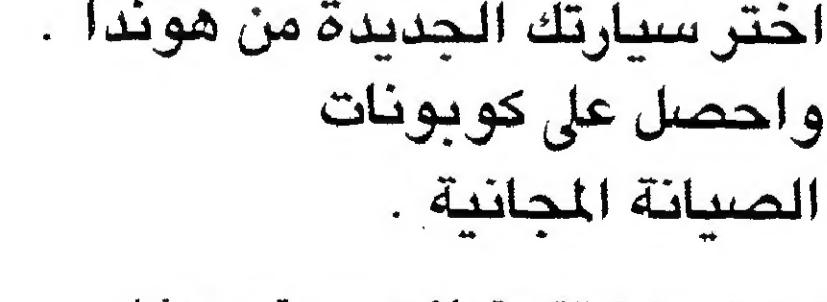 اختر سيارتك الجديدة من هوندا .
واحصل على كوبونات
الصيانة المجانية .